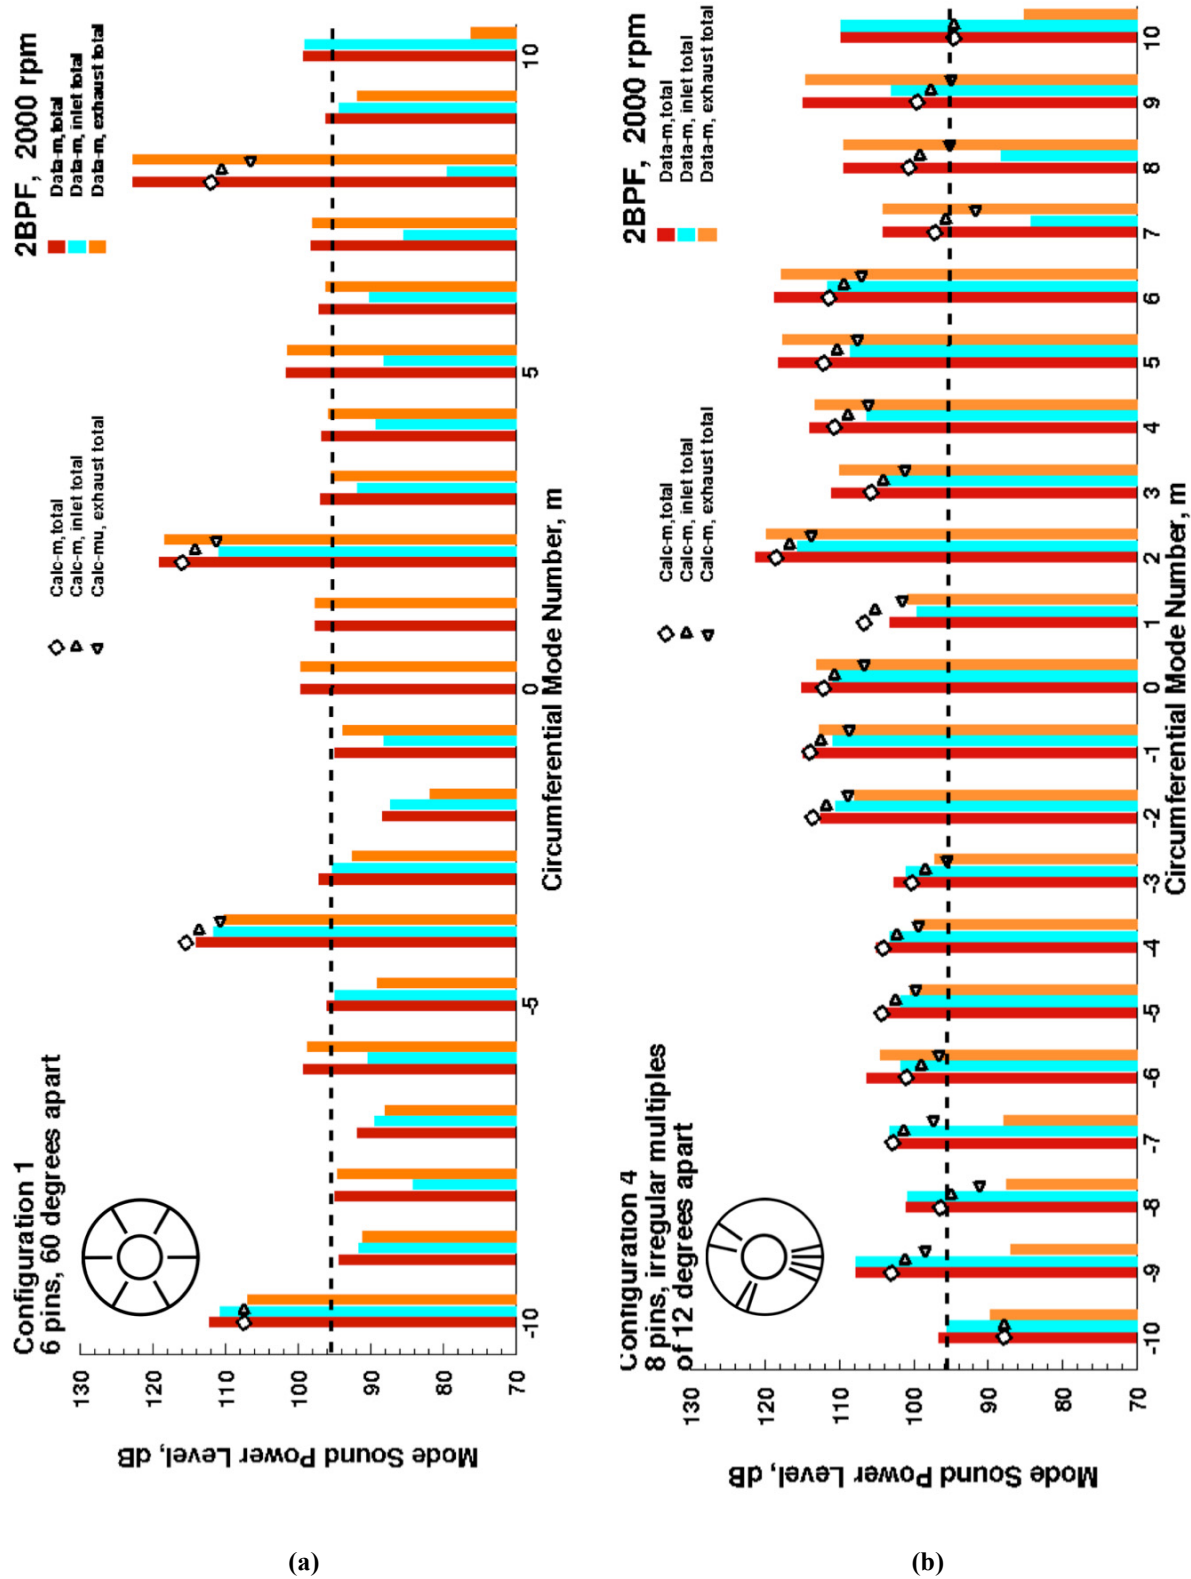 Configuration 1
6 pins, 60 degrees apart
2BPF, 2000 rpm
Calc-m,total
Calc-m, inlet total
Calc-mu, exhaust total
Data-m,total
Data-m, inlet total
Data-m, exhaust total
Mode Sound Power Level, dB
130
120
110
100
90
80
70
-10 -5 0 5 10
Circumferential Mode Number, m
(a)
Configuration 4
8 pins, irregular multiples
of 12 degrees apart
2BPF, 2000 rpm
Calc-m,total
Calc-m, inlet total
Calc-m, exhaust total
Data-m,total
Data-m, inlet total
Data-m, exhaust total
Mode Sound Power Level, dB
130
120
110
100
90
80
70
-10 -9 -8 -7 -6 -5 -4 -3 -2 -1 0 1 2 3 4 5 6 7 8 9 10
Circumferential Mode Number, m
(b)